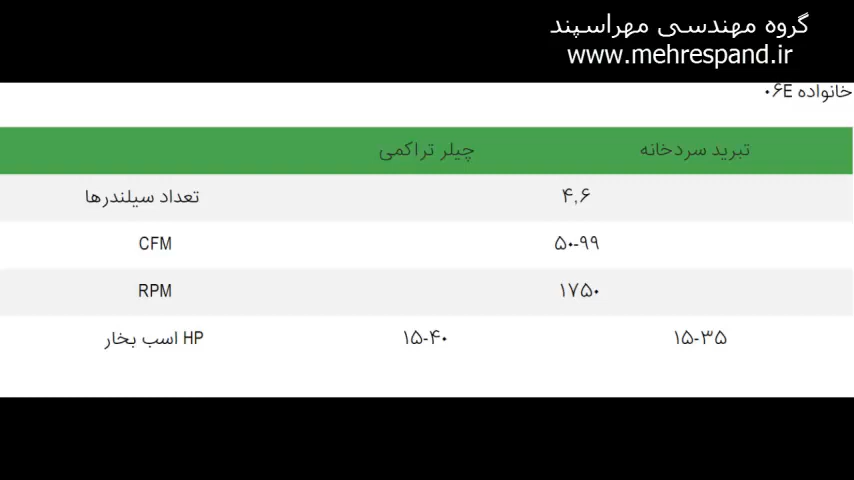 گروه مهندسی مهراسپند
www.mehrespand.ir
خانواده ۰۶E
تبرید سردخانه چیلر تراکمی
۴,۶ تعداد سیلندرها
۵۰-۹۹ CFM
۱۷۵۰ RPM
۱۵-۳۵ ۱۵-۴۰ HP اسب بخار